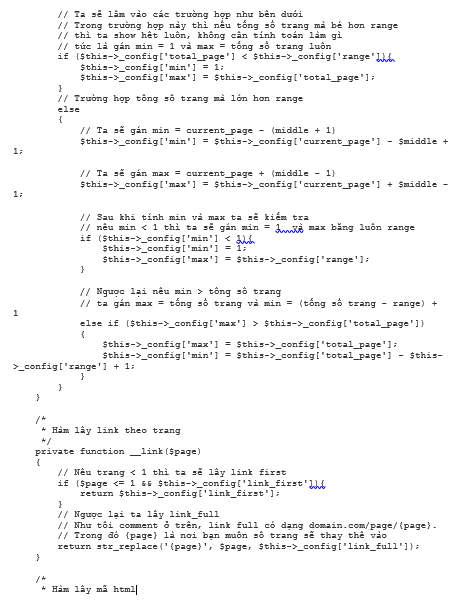 // Ta sẽ lâm vào các trường hợp như bên dưới
// Trong trường hợp này thì nếu tổng số trang mà bé hơn range
// thì ta show hết luôn, không cần tính toán làm gì
// tức là gán min = 1 và max = tổng số trang luôn
if ($this->_config['total_page'] < $this->_config['range']){
$this->_config['min'] = 1;
$this->_config['max'] = $this->_config['total_page'];
}
// Trường hợp tổng số trang mà lớn hơn range
else
{
// Ta sẽ gán min = current_page - (middle + 1)
$this->_config['min'] = $this->_config['current_page'] - $middle +
1;
// Ta sẽ gán max = current_page + (middle - 1)
$this->_config['max'] = $this->_config['current_page'] + $middle -
1;
// Sau khi tính min và max ta sẽ kiểm tra
// nếu min < 1 thì ta sẽ gán min = 1  và max bằng luôn range
if ($this->_config['min'] < 1){
$this->_config['min'] = 1;
$this->_config['max'] = $this->_config['range'];
}
// Ngược lại nếu min > tổng số trang
// ta gán max = tổng số trang và min = (tổng số trang - range) +
1
else if ($this->_config['max'] > $this->_config['total_page'])
{
$this->_config['max'] = $this->_config['total_page'];
$this->_config['min'] = $this->_config['total_page'] - $this-
>_config['range'] + 1;
}
}
}
/*
* Hàm lấy link theo trang
*/
private function __link($page)
{
// Nếu trang < 1 thì ta sẽ lấy link first
if ($page <= 1 && $this->_config['link_first']){
return $this->_config['link_first'];
}
// Ngược lại ta lấy link_full
// Như tôi comment ở trên, link full có dạng domain.com/page/{page}.
// Trong đó {page} là nơi bạn muốn số trang sẽ thay thế vào
return str_replace('{page}', $page, $this->_config['link_full']);
}
/*
* Hàm lấy mã html